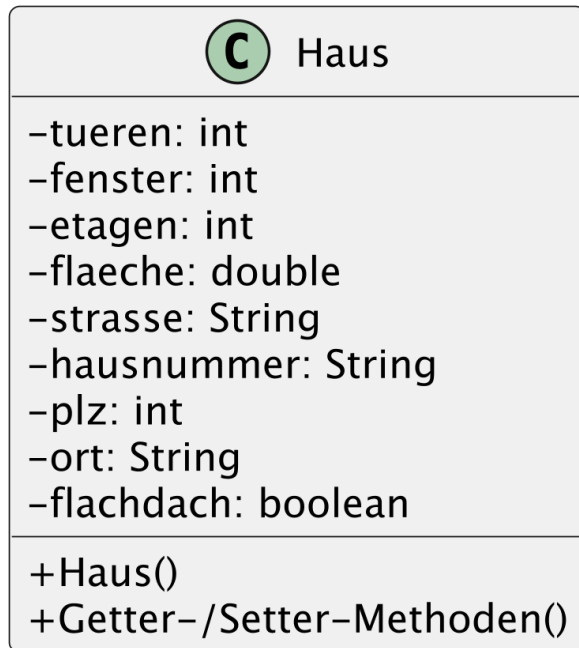 C Haus
-tueren: int
-fenster: int
-etagen: int
-flaeche: double
-strasse: String
-hausnummer: String
-plz: int
-ort: String
-flachdach: boolean
+Haus()
+Getter-/Setter-Methoden()